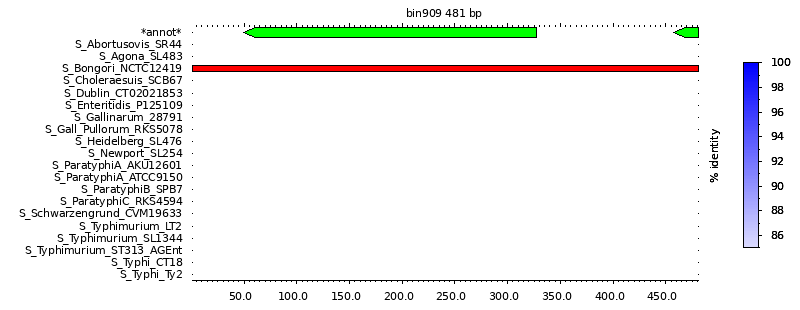 bin909 481 bp
*annot*
S_Abortusovis_SR44
S_Agona_SL483
S_Bongori_NCTC12419
S_Choleraesuis_SCB67
S_Dublin_CT02021853
S_Enteritidis_P125109
S_Gallinarum_28791
S_Gall_Pullorum_RKS5078
S_Heidelberg_SL476
S_Newport_SL254
S_ParatyphiA_AKU12601
S_ParatyphiA_ATCC9150
S_ParatyphiB_SPB7
S_ParatyphiC_RKS4594
S_Schwarzengrund_CVM19633
S_Typhimurium_LT2
S_Typhimurium_SL1344
S_Typhimurium_ST313_AGEnt
S_Typhi_CT18
S_Typhi_Ty2
50.0 100.0 150.0 200.0 250.0 300.0 350.0 400.0 450.0
% identity
100
98
96
94
92
90
88
86